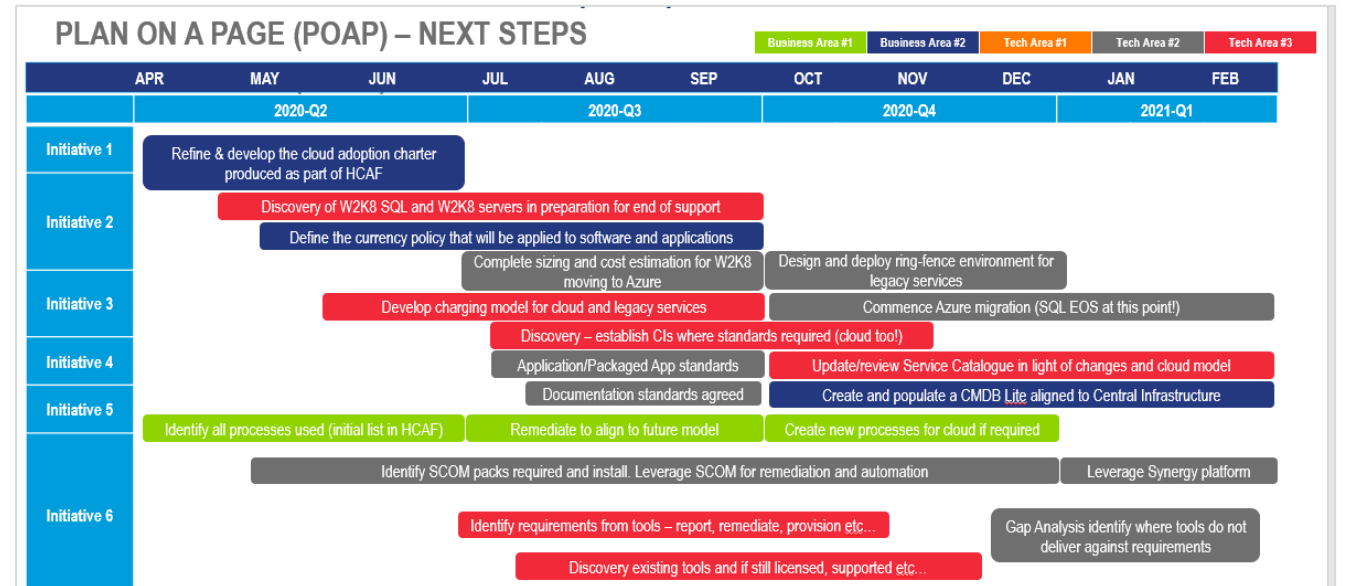 PLAN ON A PAGE (POAP) – NEXT STEPS
Business Area #1
Business Area #2
Tech Area #1
Tech Area #2
Tech Area #3
APR MAY JUN JUL AUG SEP OCT NOV DEC JAN FEB
2020-Q2 2020-Q3 2020-Q4 2021-Q1
Initiative 1
Refine & develop the cloud adoption charter
produced as part of HCAF
Initiative 2
Discovery of W2K8 SQL and W2K8 servers in preparation for end of support
Define the currency policy that will be applied to software and applications
Complete sizing and cost estimation for W2K8
moving to Azure
Design and deploy ring-fence environment for
legacy services
Initiative 3
Develop charging model for cloud and legacy services
Commence Azure migration (SQL EOS at this point!)
Discovery – establish CIs where standards required (cloud too!)
Initiative 4
Application/Packaged App standards
Update/review Service Catalogue in light of changes and cloud model
Documentation standards agreed
Create and populate a CMDB Lite aligned to Central Infrastructure
Initiative 5
Identify all processes used (initial list in HCAF)
Remediate to align to future model
Create new processes for cloud if required
Identify SCOM packs required and install. Leverage SCOM for remediation and automation
Leverage Synergy platform
Initiative 6
Identify requirements from tools – report, remediate, provision etc...
Gap Analysis identify where tools do not
deliver against requirements
Discovery existing tools and if still licensed, supported etc...